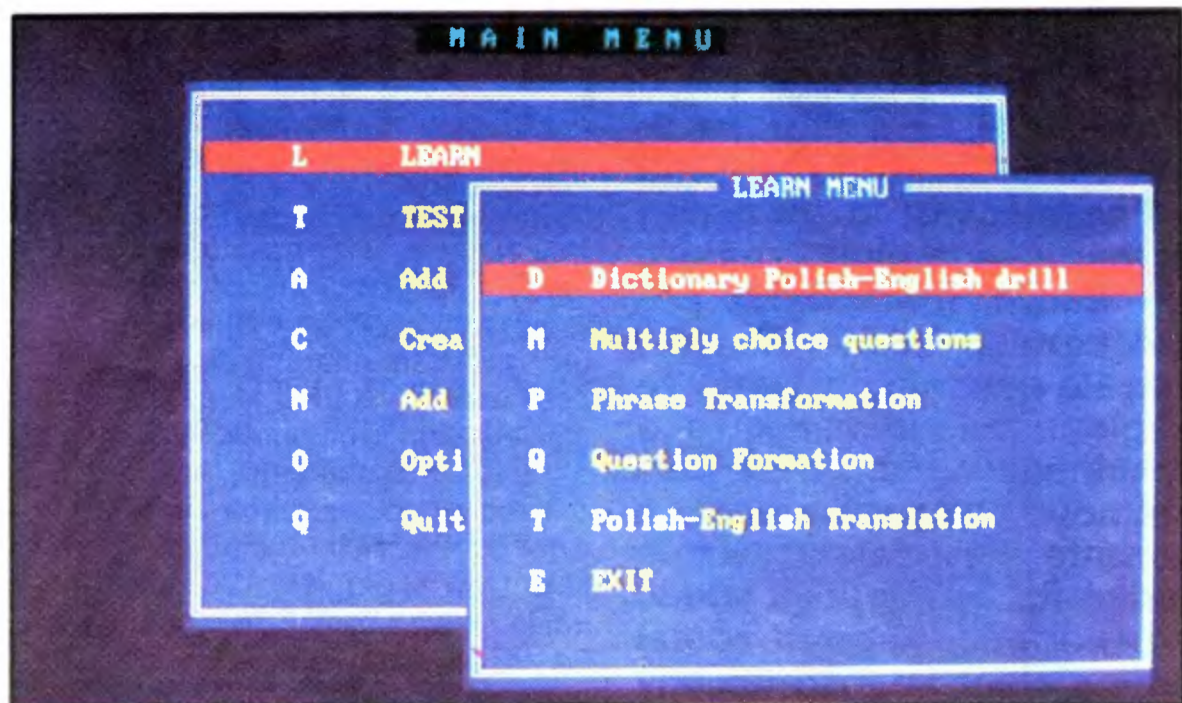 MAIN MENU
L LEARN
T TEST
A Add
C Crea
N Add
O Opti
Q Quit
LEARN MENU
D Dictionary Polish-English drill
M Multiply choice questions
P Phrase Transformation
Q Question Formation
T Polish-English Translation
E EXIT